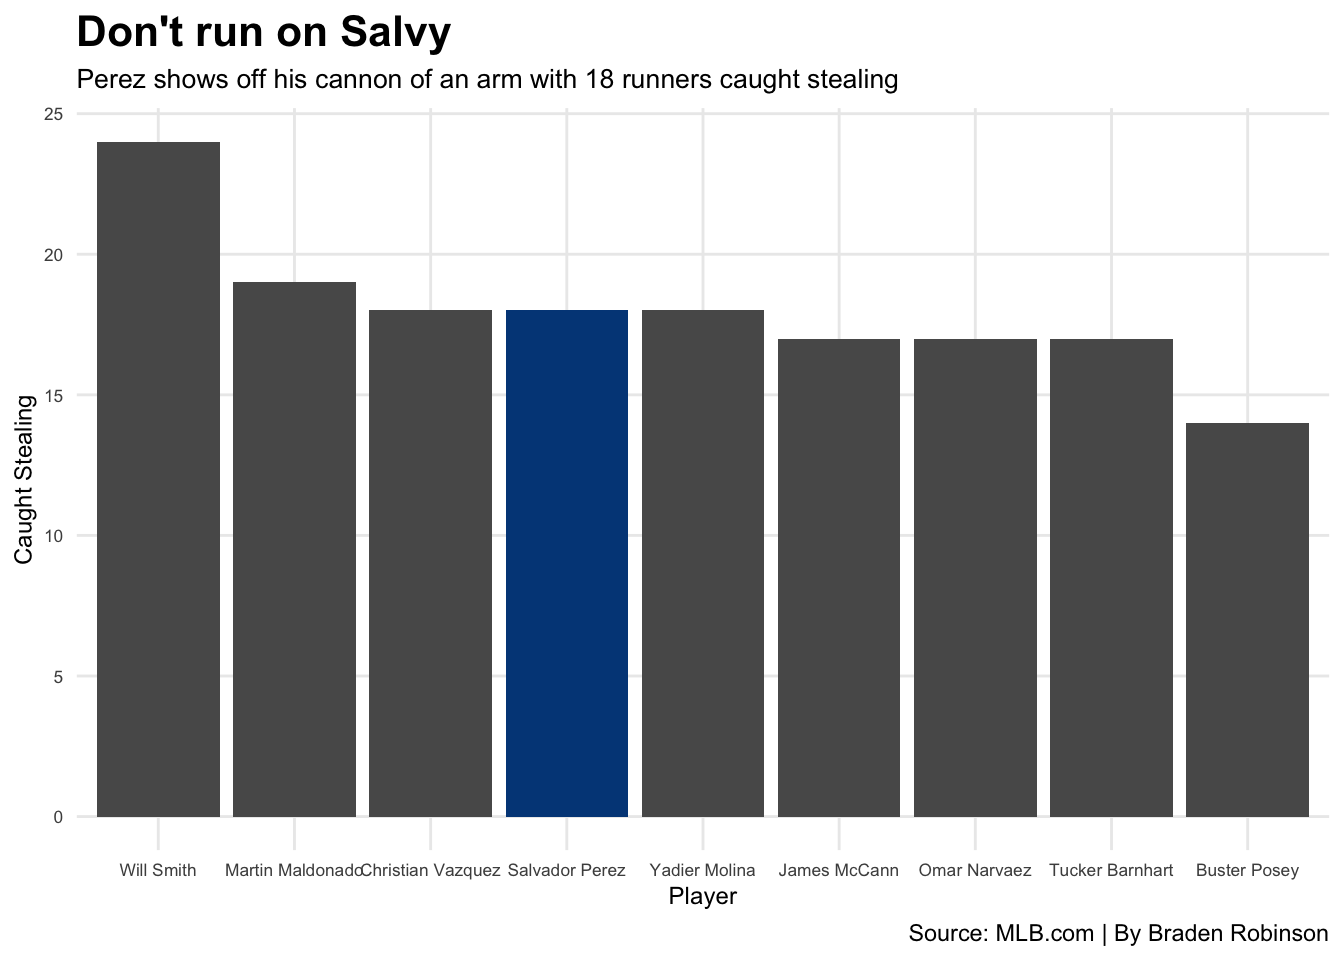 Don't run on Salvy
Perez shows off his cannon of an arm with 18 runners caught stealing
25
20
15
10
5
0
Caught Stealing
Will Smith Martin Maldonado Christian Vazquez Salvador Perez Yadier Molina James McCann Omar Narvaez Tucker Barnhart Buster Posey
Player
Source: MLB.com | By Braden Robinson